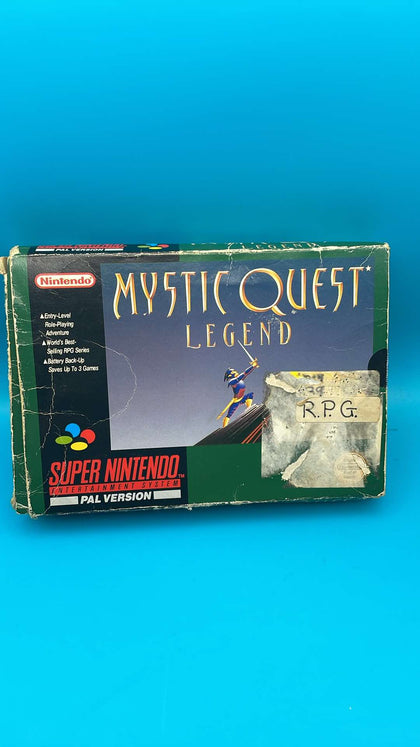 Nintendo
MYSTIC QUEST
LEGEND
▲Entry-Level
Role-Playing
Adventure
▲World's Best-
Selling RPG Series
▲Battery Back-Up
Saves Up To 3 Games
R.P.G.
SUPER NINTENDO
ENTERTAINMENT SYSTEM
PAL VERSION